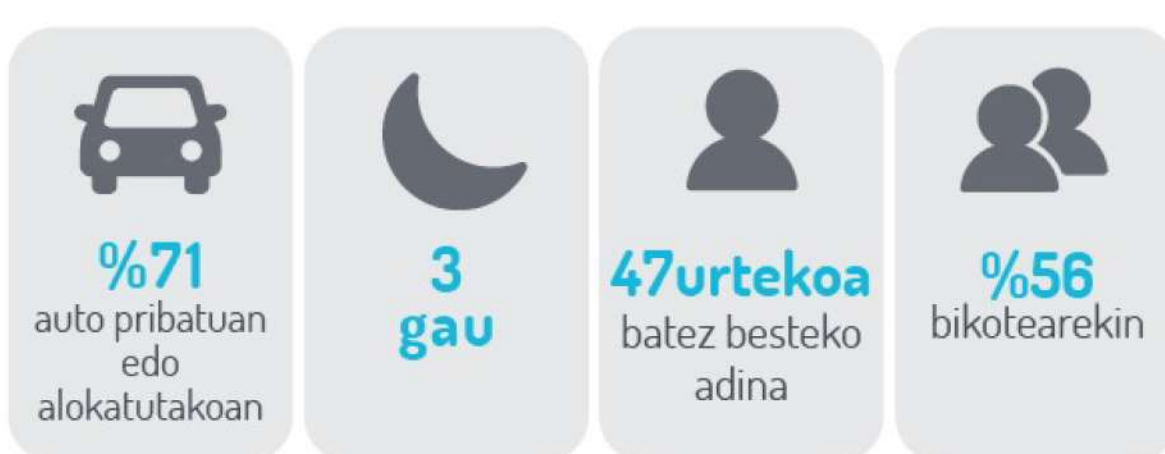 %71
auto pribatuan
edo
alokatutakoan
3
gau
47urtekoa
batez besteko
adina
%56
bikotearekin